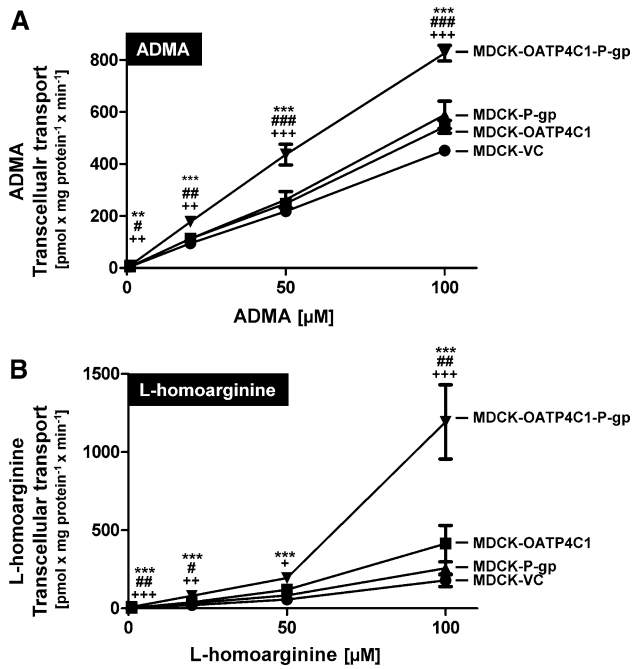 A
ADMA
ADMA
Transcellualr transport
[pmol x mg protein⁻¹ x min⁻¹]
800
600
400
200
0
0
50
100
ADMA [µM]
**
#
++
***
##
++
***
###
+++
***
###
+++
MDCK-OATP4C1-P-gp
MDCK-P-gp
MDCK-OATP4C1
MDCK-VC
B
L-homoarginine
L-homoarginine
Transcellular transport
[pmol x mg protein⁻¹ x min⁻¹]
1500
1000
500
0
0
50
100
L-homoarginine [µM]
***
##
+++
***
#
++
***
+
***
##
+++
MDCK-OATP4C1-P-gp
MDCK-OATP4C1
MDCK-P-gp
MDCK-VC